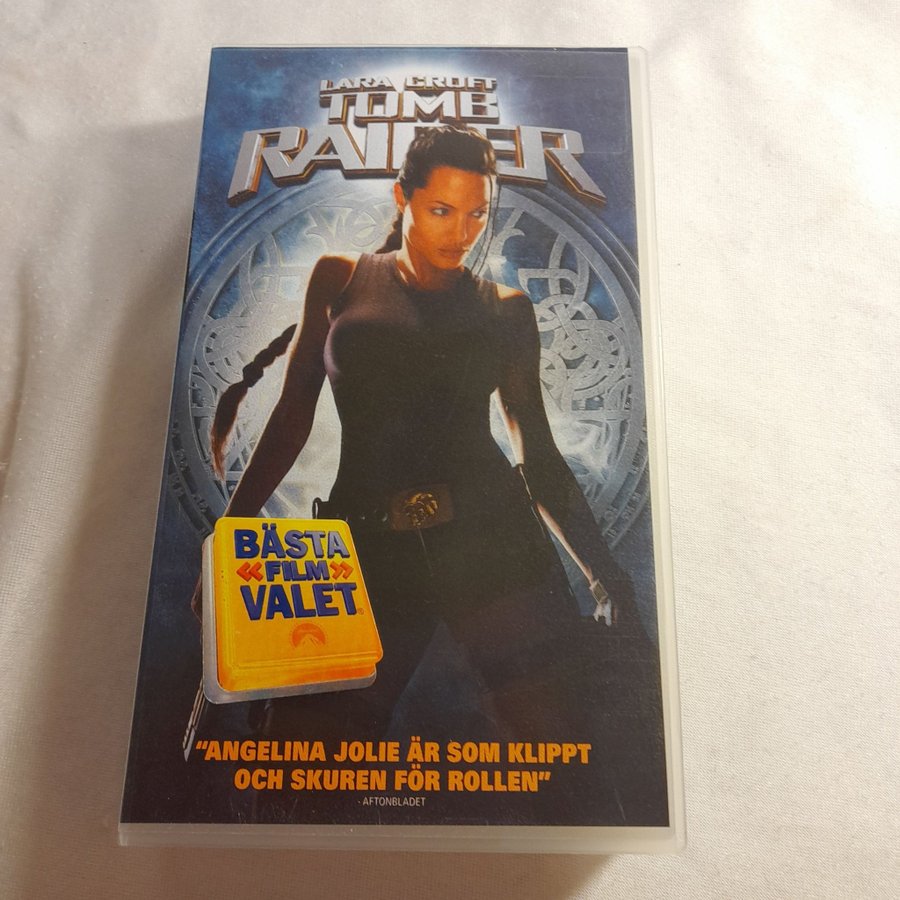 LARA CROFT
TOMB
RAIDER
BÄSTA
«FILM»
VALET®
"ANGELINA JOLIE ÄR SOM KLIPPT
OCH SKUREN FÖR ROLLEN"
- AFTONBLADET